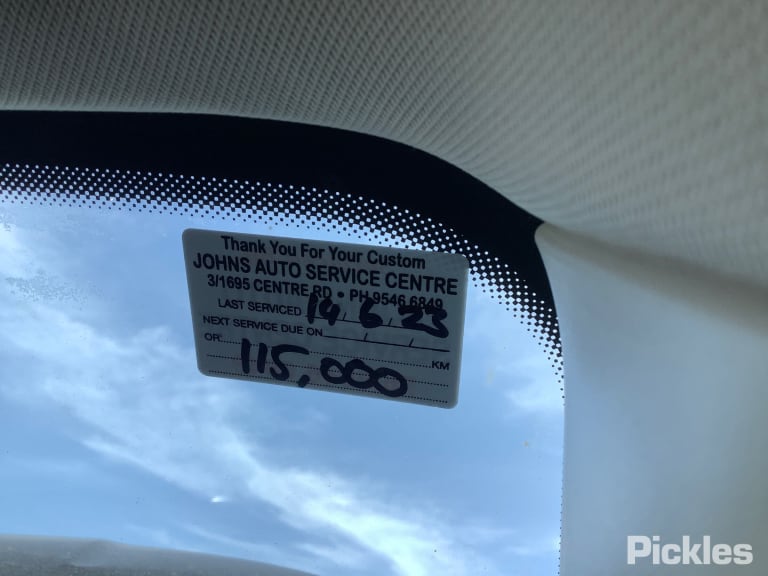 Thank You For Your Custom
JOHNS AUTO SERVICE CENTRE
3/1695 CENTRE RD • PH 9546 6849
LAST SERVICED 14 / 6 / 23
NEXT SERVICE DUE ON / /
OR: KM
115,000
Pickles